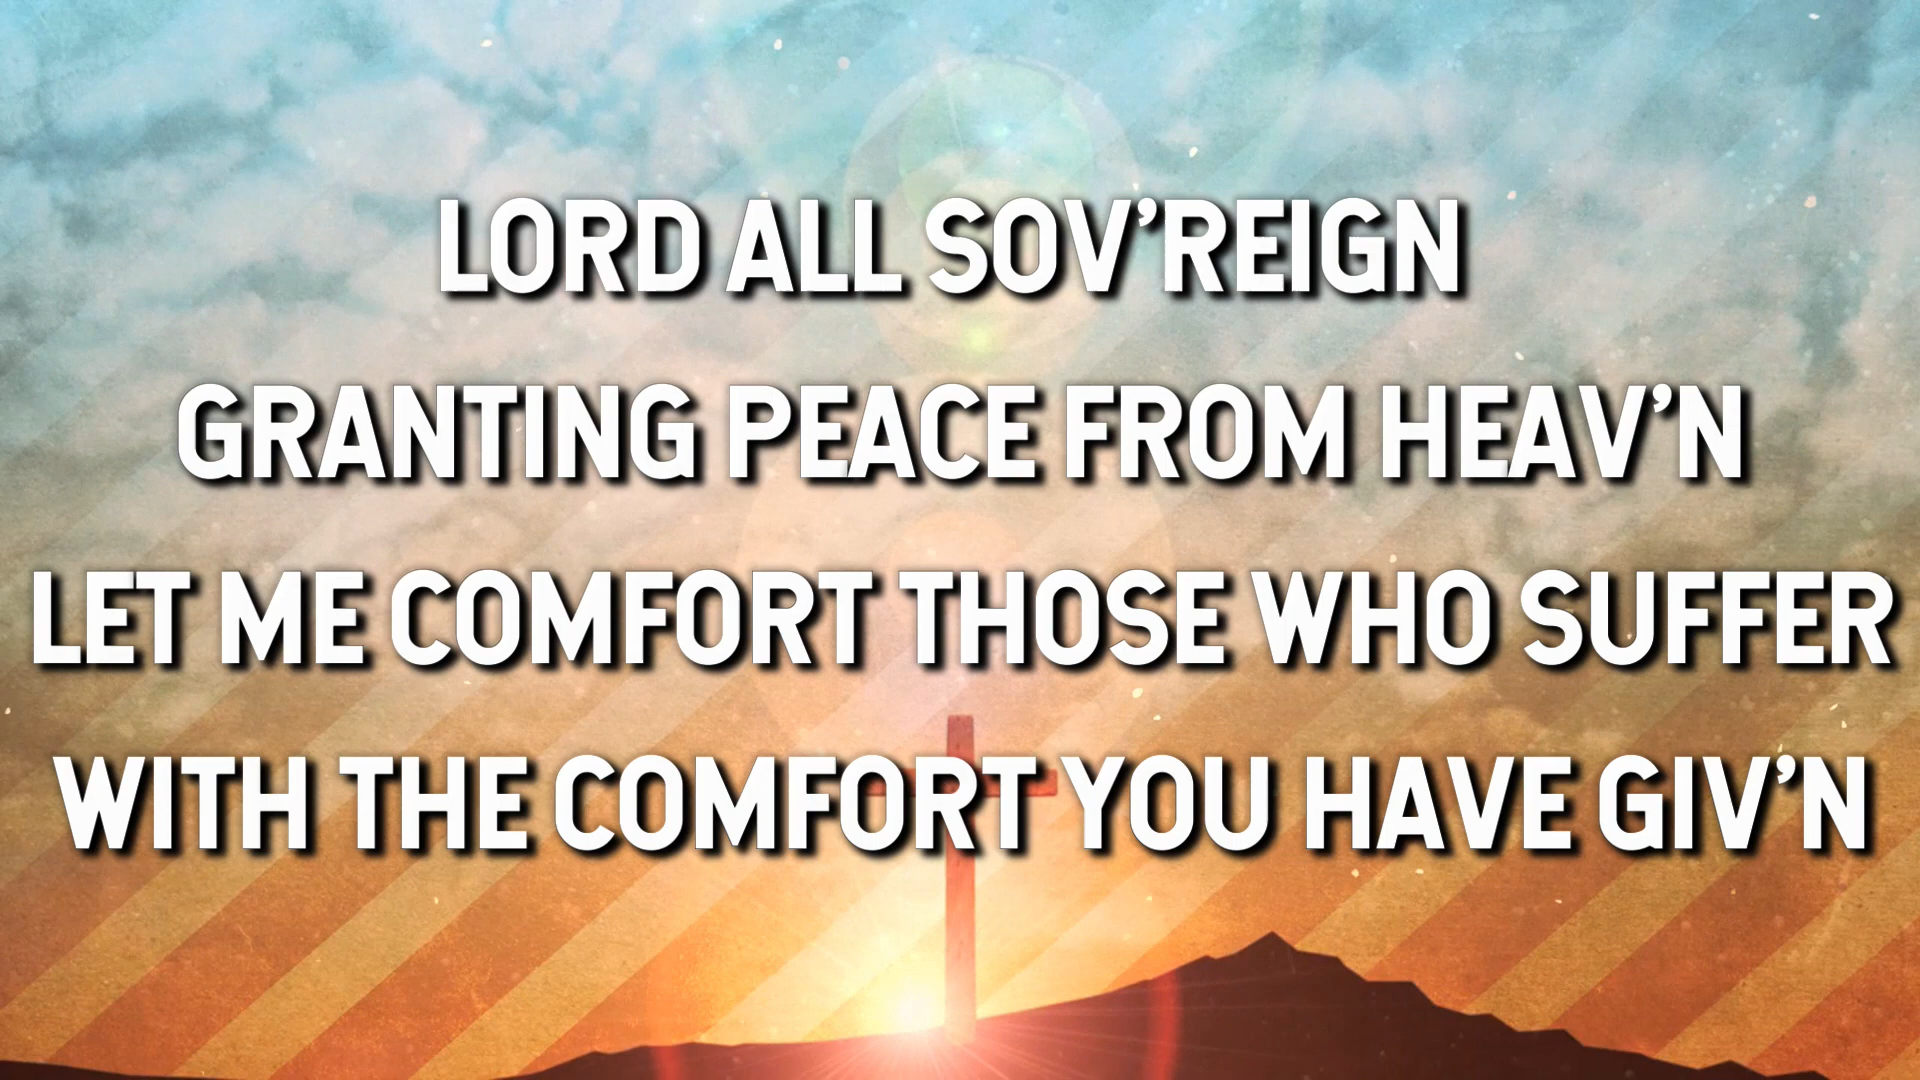 LORD ALL SOV’REIGN
GRANTING PEACE FROM HEAV’N
LET ME COMFORT THOSE WHO SUFFER
WITH THE COMFORT YOU HAVE GIV’N